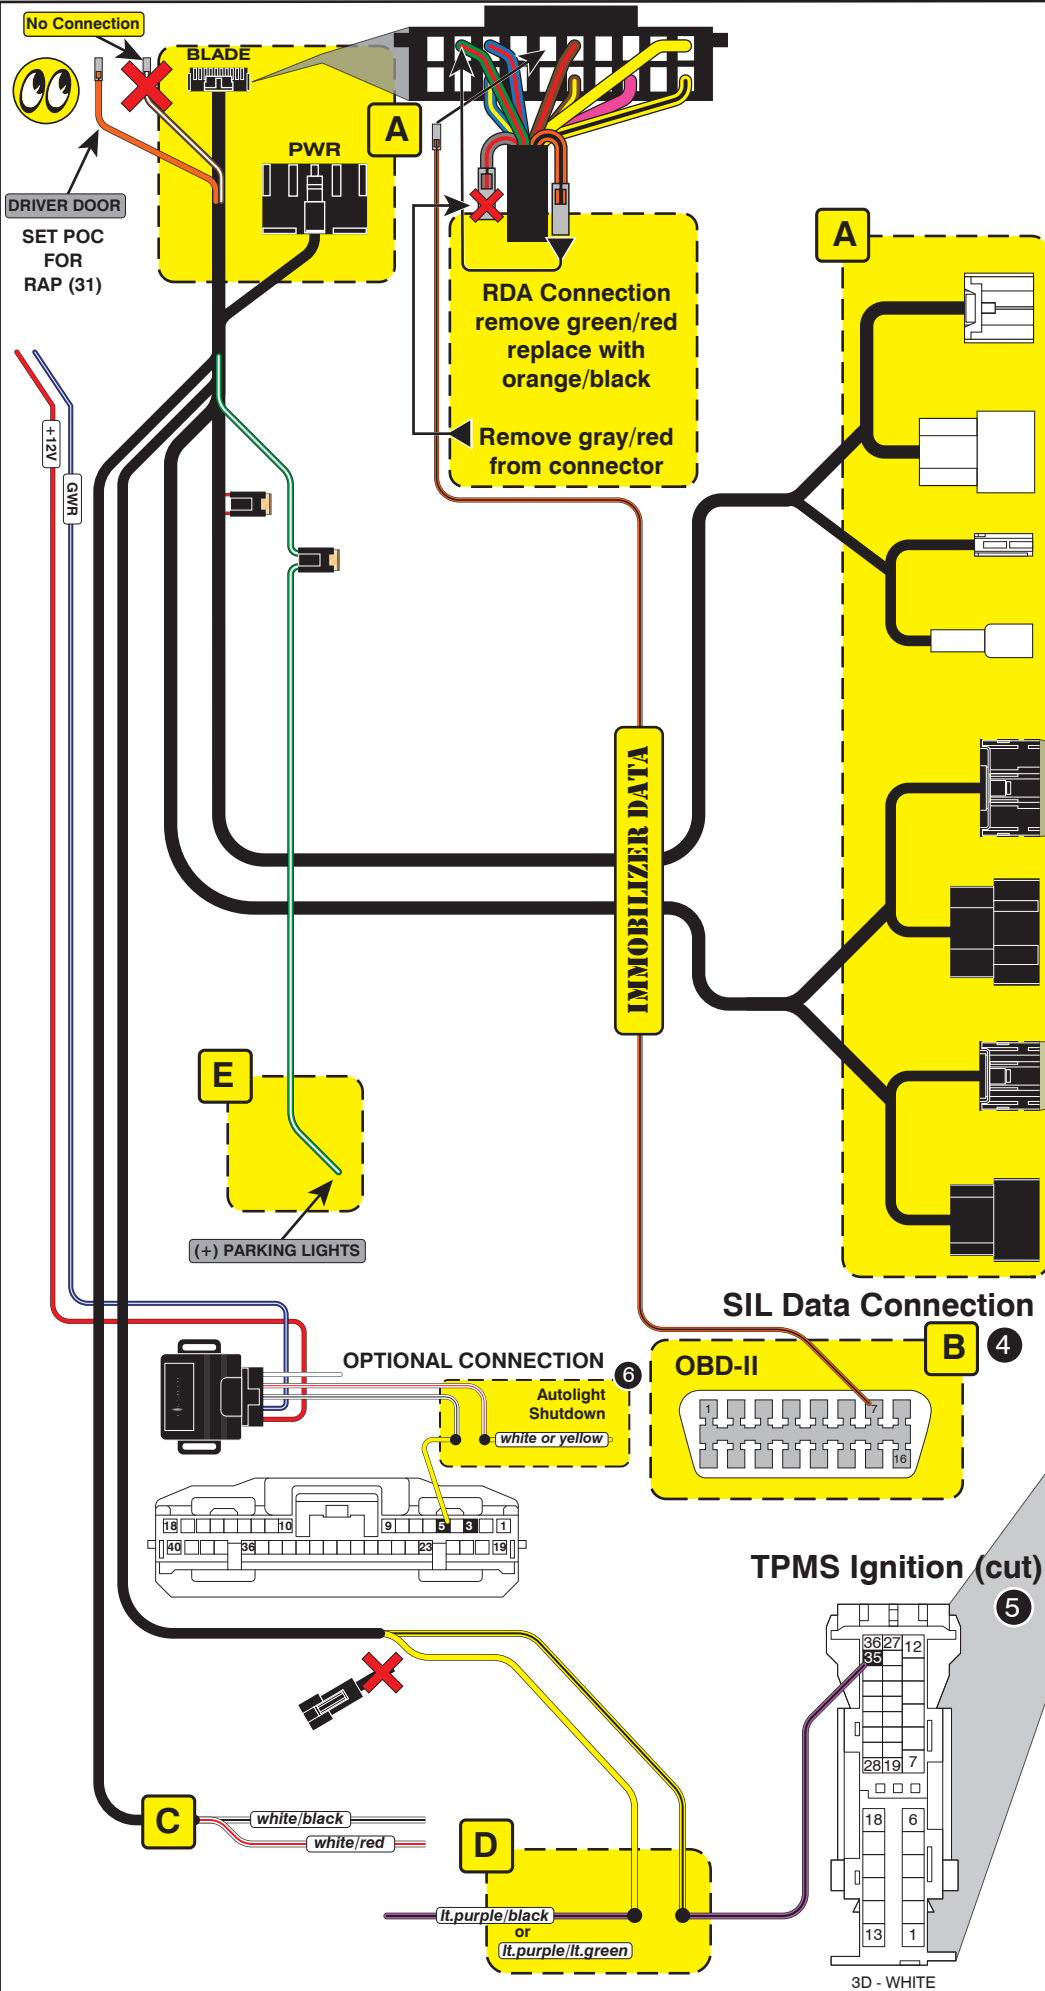 No Connection
BLADE
A
PWR
DRIVER DOOR
SET POC
FOR
RAP (31)
RDA Connection
remove green/red
replace with
orange/black
Remove gray/red
from connector
A
+12V
GWR
IMMOBILIZER DATA
E
(+) PARKING LIGHTS
SIL Data Connection
B
4
OBD-II
1
7
16
OPTIONAL CONNECTION
6
Autolight
Shutdown
white or yellow
18
10
9
5
3
1
40
36
23
19
TPMS Ignition (cut)
5
36
27
12
35
28
19
7
18
6
13
1
3D - WHITE
C
white/black
white/red
D
lt.purple/black
or
lt.purple/lt.green